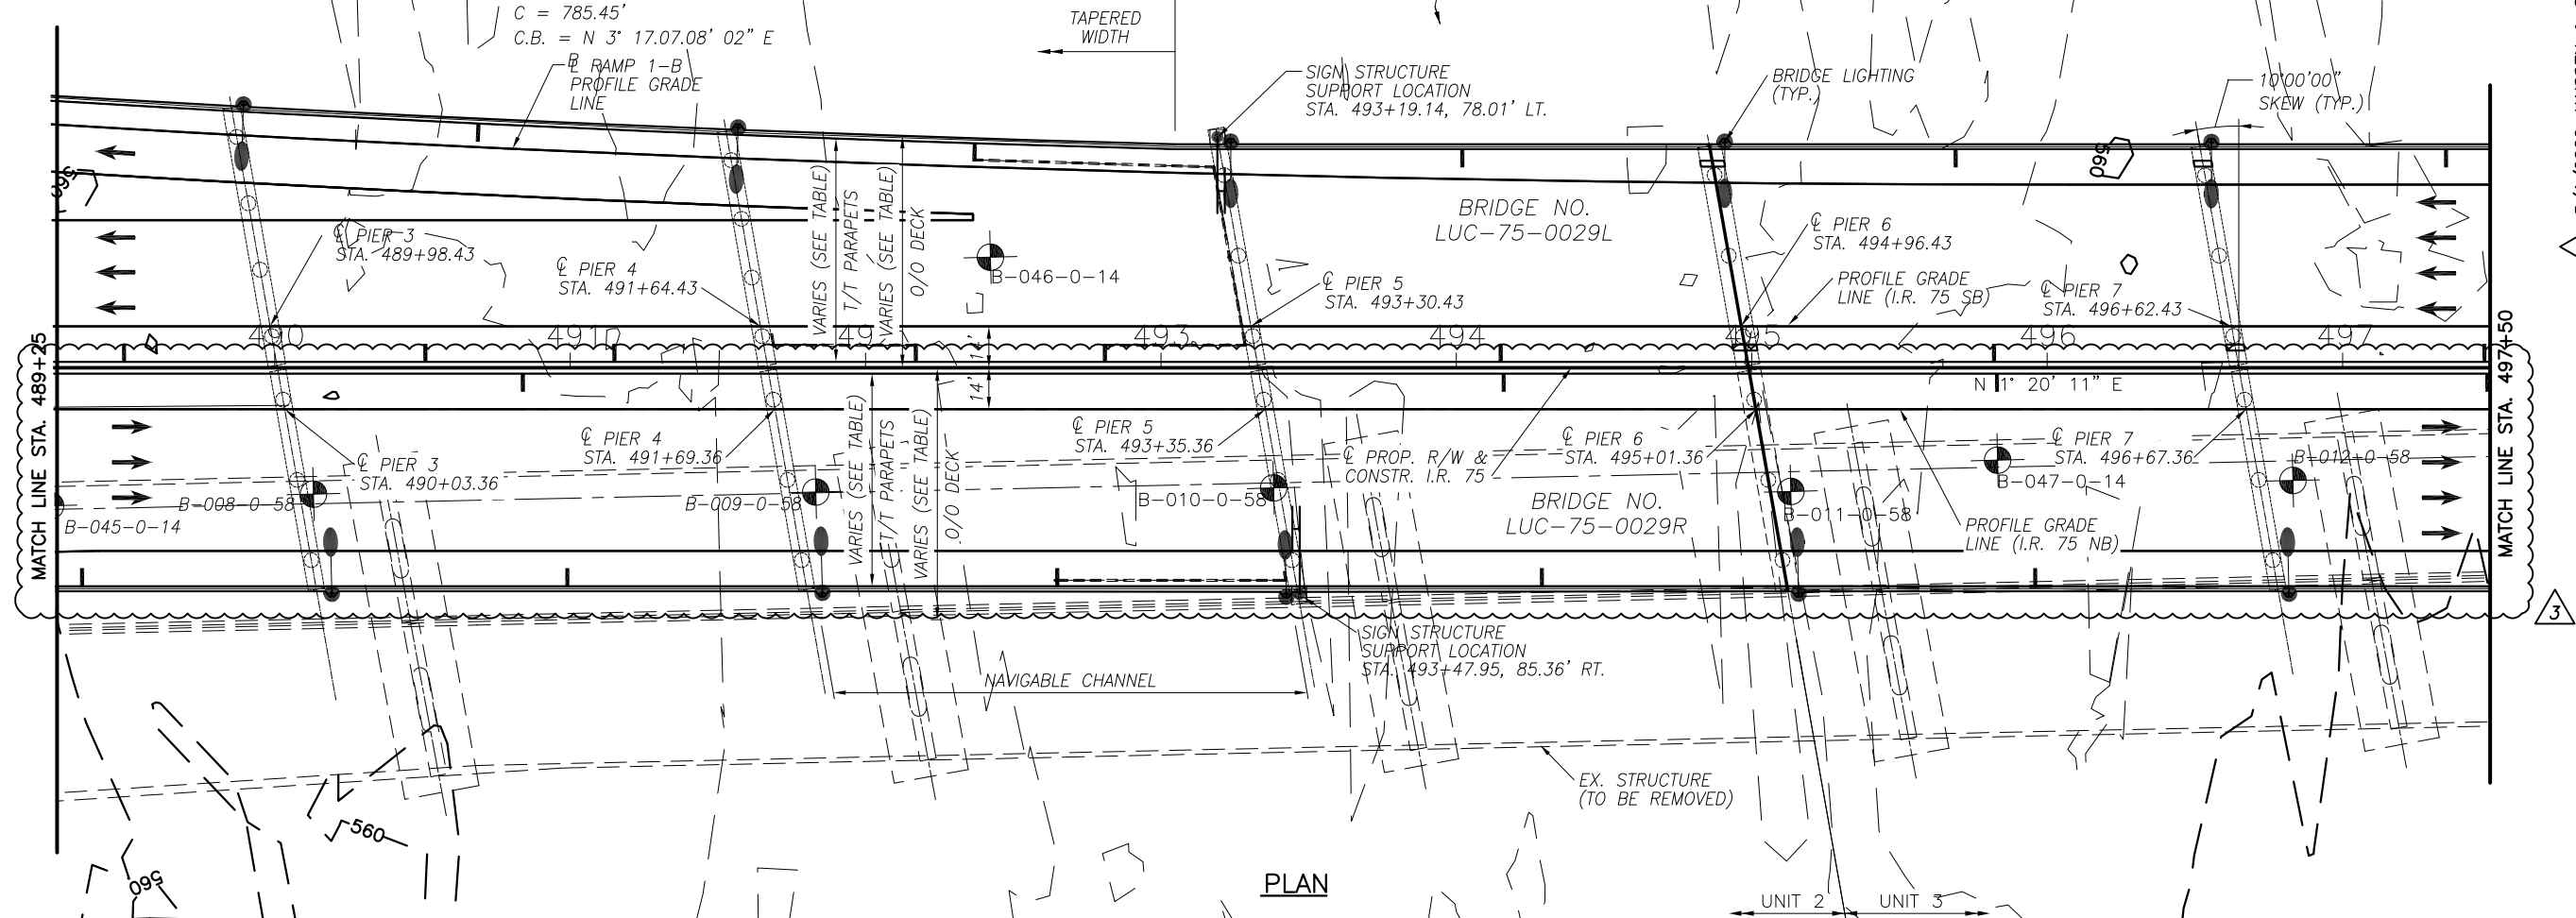 C = 785.45'
C.B. = N 3° 17.07.08' 02" E
TAPERED
WIDTH
℄ RAMP 1-B
PROFILE GRADE
LINE
SIGN STRUCTURE
SUPPORT LOCATION
STA. 493+19.14, 78.01' LT.
BRIDGE LIGHTING
(TYP.)
10°00'00"
SKEW (TYP.)
560
BRIDGE NO.
LUC-75-0029L
℄ PIER 3
STA. 489+98.43
℄ PIER 4
STA. 491+64.43
VARIES (SEE TABLE)
T/T PARAPETS
VARIES (SEE TABLE)
O/O DECK
B-046-0-14
℄ PIER 5
STA. 493+30.43
℄ PIER 6
STA. 494+96.43
PROFILE GRADE
LINE (I.R. 75 SB)
℄ PIER 7
STA. 496+62.43
490
491
493
494
495
496
497
14'
14'
MATCH LINE STA. 489+25
MATCH LINE STA. 497+50
N 1° 20' 11" E
℄ PIER 3
STA. 490+03.36
℄ PIER 4
STA. 491+69.36
VARIES (SEE TABLE)
T/T PARAPETS
VARIES (SEE TABLE)
O/O DECK
℄ PIER 5
STA. 493+35.36
℄ PROP. R/W &
CONSTR. I.R. 75
℄ PIER 6
STA. 495+01.36
℄ PIER 7
STA. 496+67.36
B-012-0-58
B-045-0-14
B-008-0-58
B-009-0-58
B-010-0-58
BRIDGE NO.
LUC-75-0029R
B-011-0-58
B-047-0-14
PROFILE GRADE
LINE (I.R. 75 NB)
3
SIGN STRUCTURE
SUPPORT LOCATION
STA. 493+47.95, 85.36' RT.
NAVIGABLE CHANNEL
EX. STRUCTURE
(TO BE REMOVED)
560
560
PLAN
UNIT 2
UNIT 3